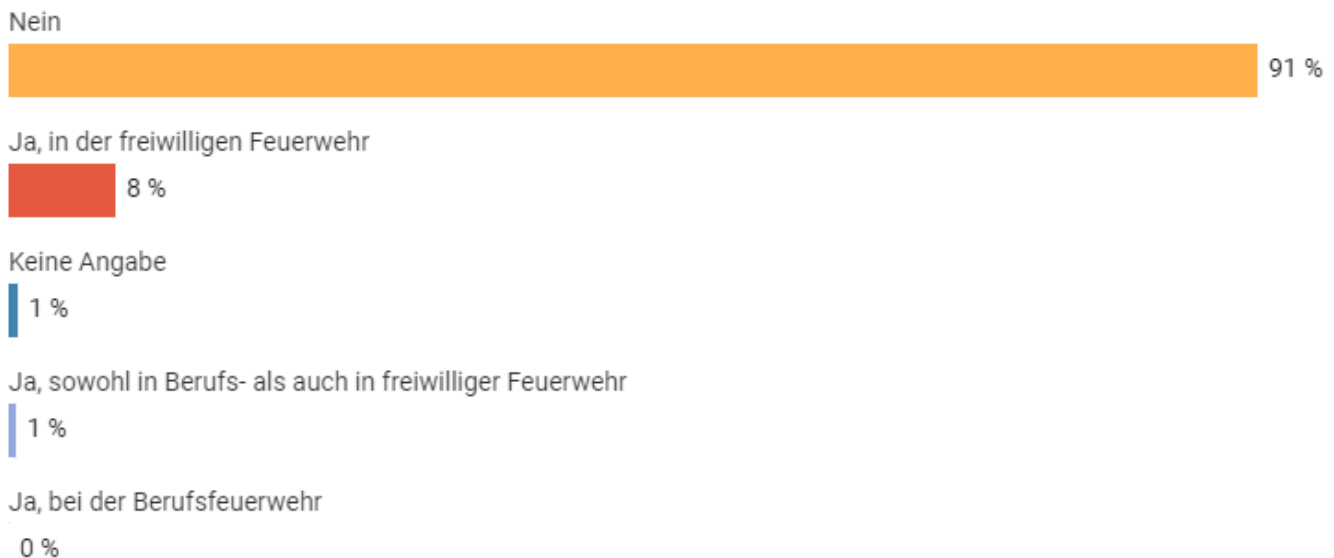 Nein
91 %
Ja, in der freiwilligen Feuerwehr
8 %
Keine Angabe
1 %
Ja, sowohl in Berufs- als auch in freiwilliger Feuerwehr
1 %
Ja, bei der Berufsfeuerwehr
0 %